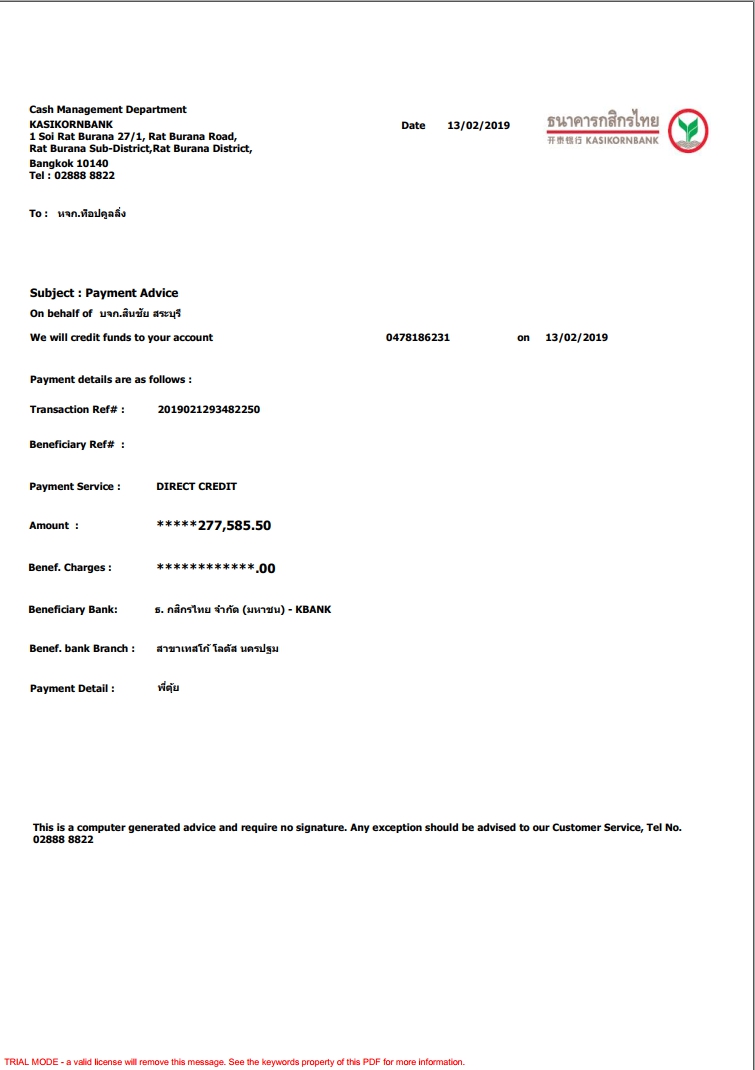 Cash Management Department
KASIKORNBANK
1 Soi Rat Burana 27/1, Rat Burana Road,
Rat Burana Sub-District,Rat Burana District,
Bangkok 10140
Tel : 02888 8822
Date 13/02/2019
ธนาคารกสิกรไทย
开泰银行 KASIKORNBANK
To : หจก.ท๊อปคูลลิ่ง
Subject : Payment Advice
On behalf of บจก.สินชัย สระบุรี
We will credit funds to your account 0478186231 on 13/02/2019
Payment details are as follows :
Transaction Ref# : 2019021293482250
Beneficiary Ref# :
Payment Service : DIRECT CREDIT
Amount : *****277,585.50
Benef. Charges : ************.00
Beneficiary Bank: ธ. กสิกรไทย จำกัด (มหาชน) - KBANK
Benef. bank Branch : สาขาเทสโก้ โลตัส นครปฐม
Payment Detail : พี่ตุ้ย
This is a computer generated advice and require no signature. Any exception should be advised to our Customer Service, Tel No.
02888 8822
TRIAL MODE - a valid license will remove this message. See the keywords property of this PDF for more information.